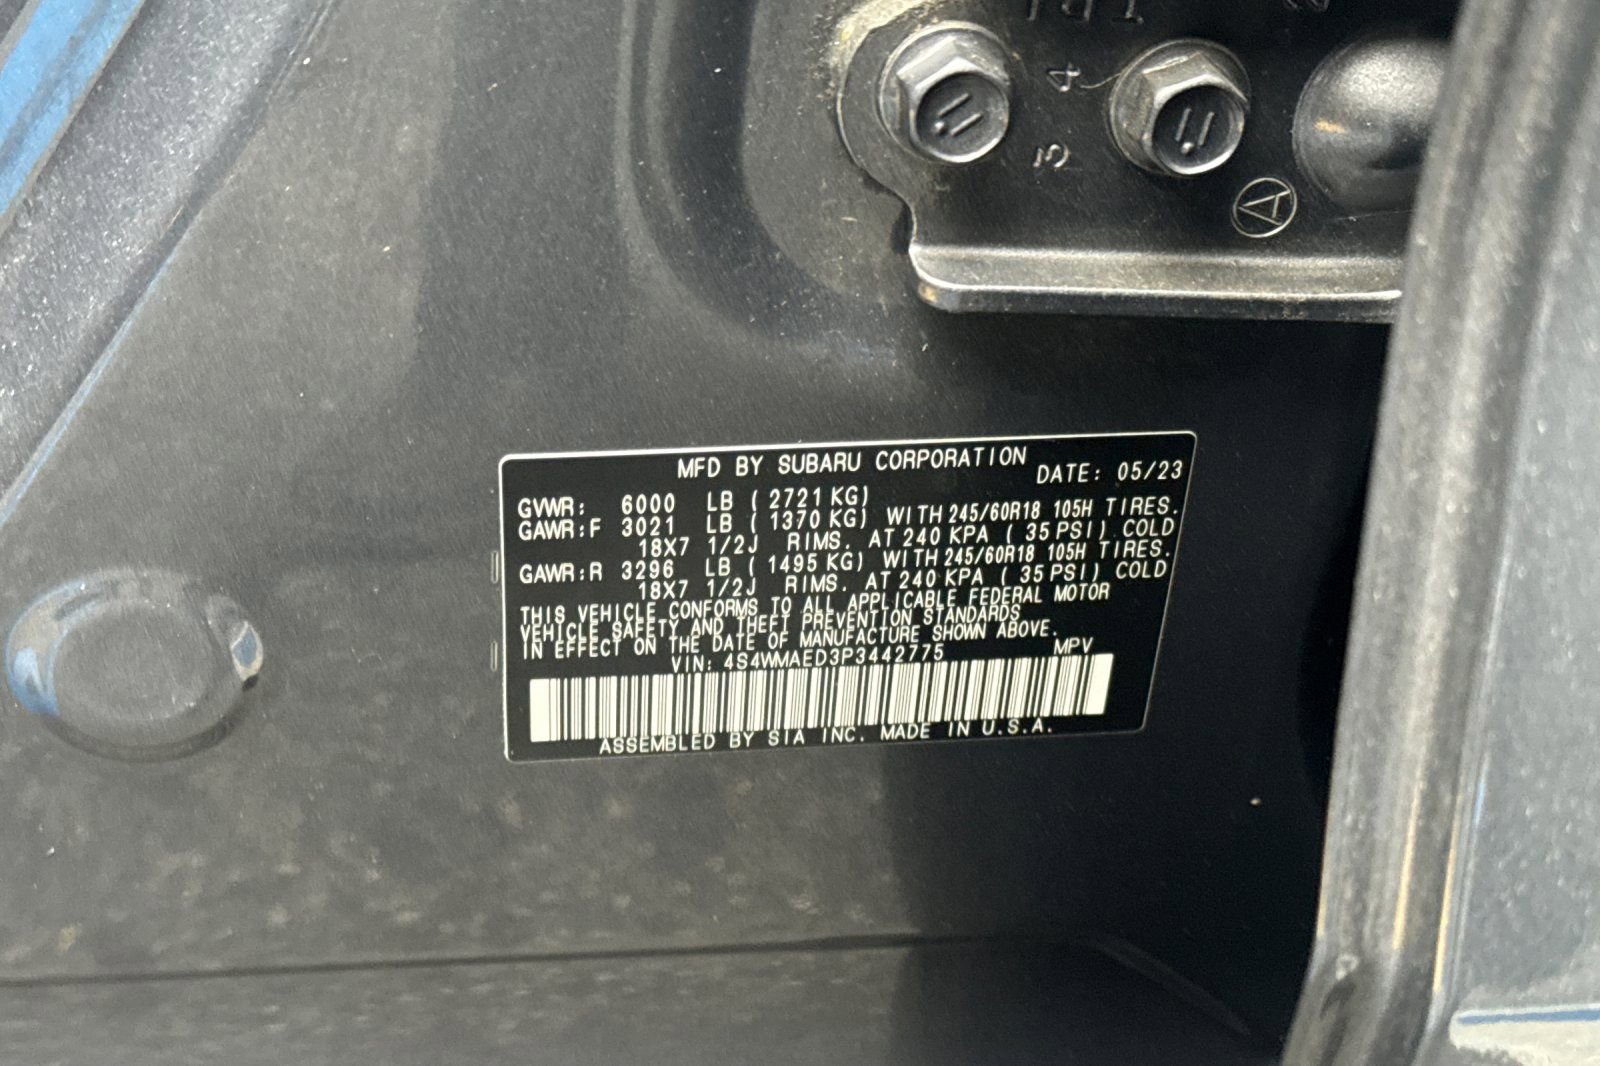 4
3
A
MFD BY SUBARU CORPORATION DATE: 05/23
GVWR: 6000 LB ( 2721 KG)
GAWR:F 3021 LB ( 1370 KG) WITH 245/60R18 105H TIRES.
18X7 1/2J RIMS. AT 240 KPA ( 35 PSI) COLD
GAWR:R 3296 LB ( 1495 KG) WITH 245/60R18 105H TIRES.
18X7 1/2J RIMS. AT 240 KPA ( 35 PSI) COLD
THIS VEHICLE CONFORMS TO ALL APPLICABLE FEDERAL MOTOR
VEHICLE SAFETY AND THEFT PREVENTION STANDARDS
IN EFFECT ON THE DATE OF MANUFACTURE SHOWN ABOVE.
VIN: 4S4WMAED3P3442775 MPV
ASSEMBLED BY SIA INC. MADE IN U.S.A.